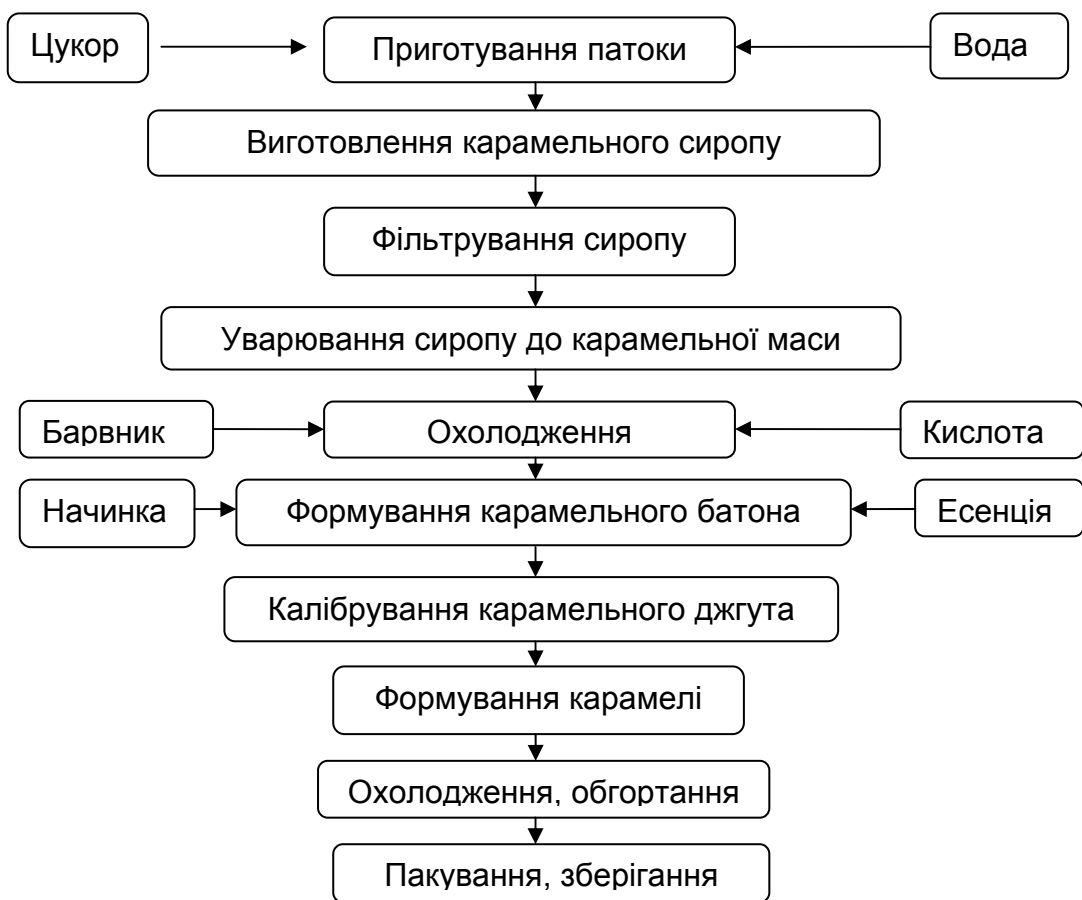 Цукор
Приготування патоки
Вода
Виготовлення карамельного сиропу
Фільтрування сиропу
Уварювання сиропу до карамельної маси
Барвник
Охолодження
Кислота
Начинка
Формування карамельного батона
Есенція
Калібрування карамельного джгута
Формування карамелі
Охолодження, обгортання
Пакування, зберігання